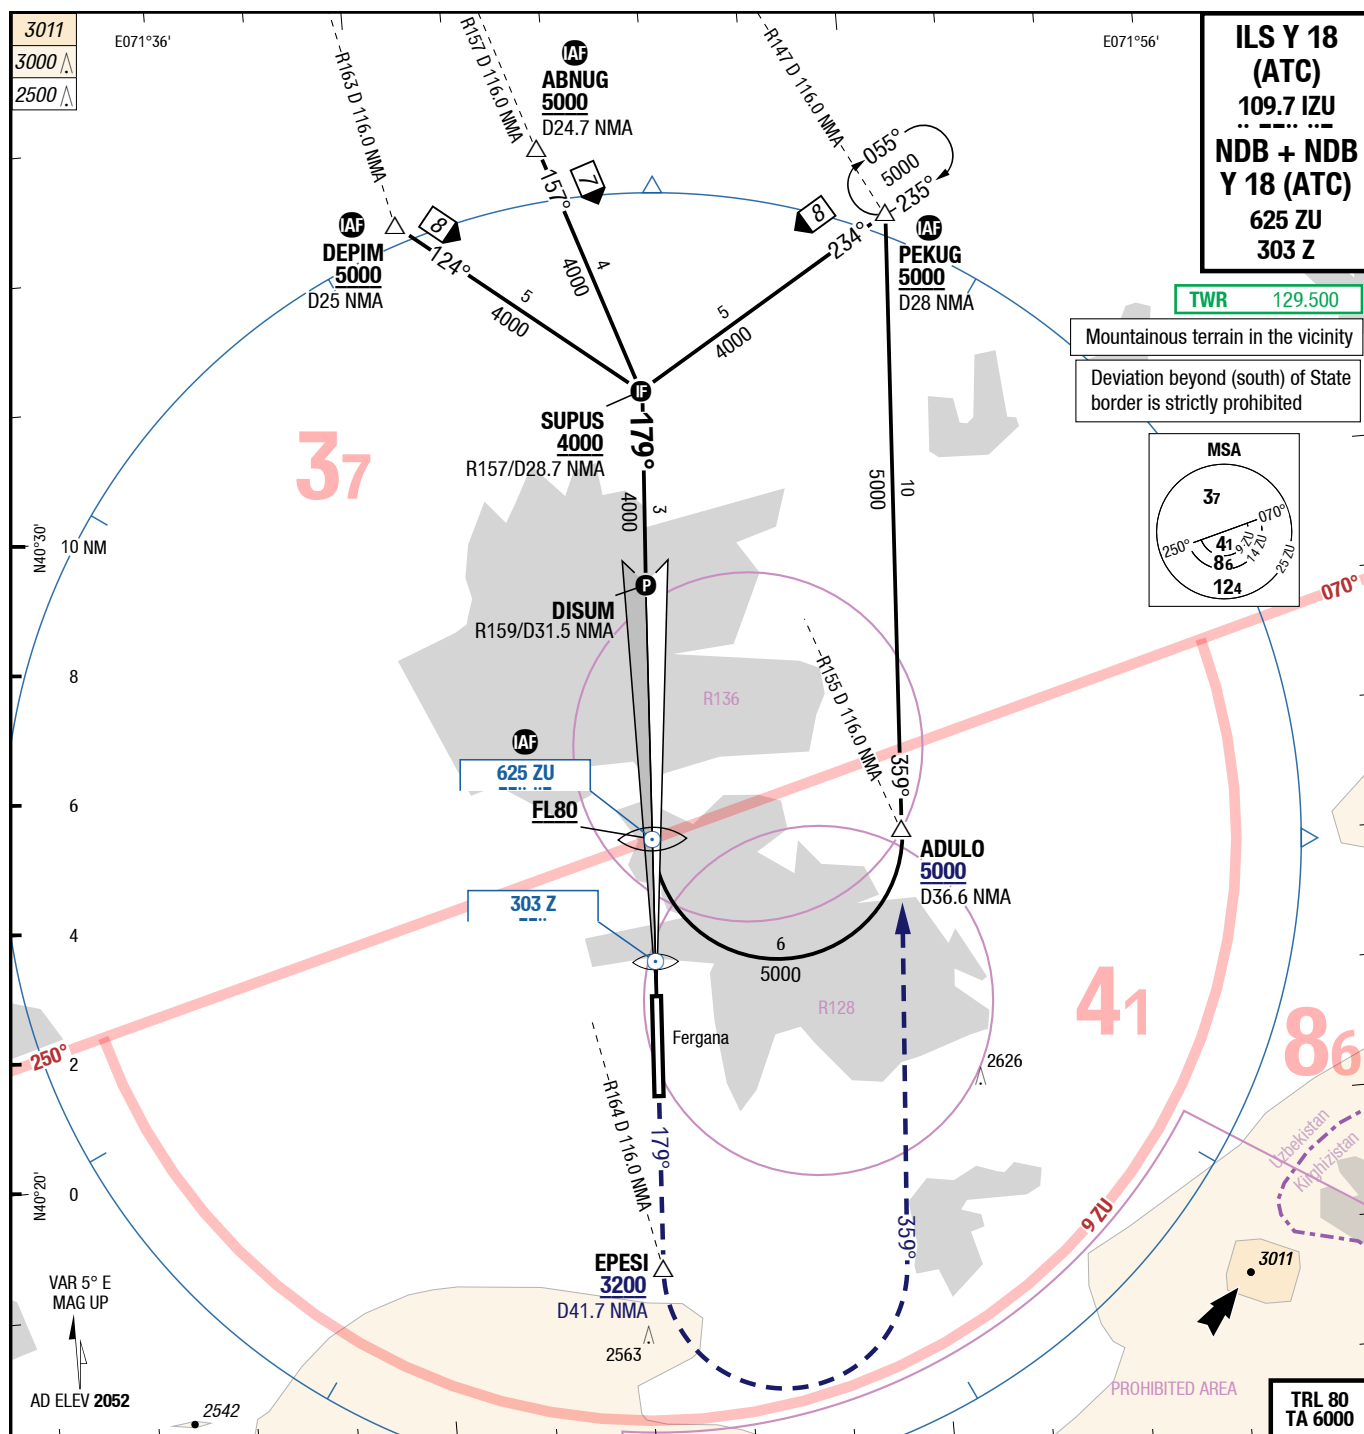 3011
3000
2500
E071°36'
E071°56'
ILS Y 18
(ATC)
109.7 IZU
NDB + NDB
Y 18 (ATC)
625 ZU
303 Z
TWR 129.500
Mountainous terrain in the vicinity
Deviation beyond (south) of State
border is strictly prohibited
MSA
37
070°
250°
41
9 ZU
14 ZU
86
25 ZU
124
R163 D 116.0 NMA
R157 D 116.0 NMA
R147 D 116.0 NMA
IAF
ABNUG
5000
D24.7 NMA
055°
5000
235°
IAF
DEPIM
5000
D25 NMA
8
7
8
124°
157°
234°
IAF
PEKUG
5000
D28 NMA
5
4000
4
4000
5
4000
IF
SUPUS
4000
R157/D28.7 NMA
179°
3
4000
10
5000
37
N40°30'
10 NM
8
6
4
2
0
N40°20'
P
DISUM
R159/D31.5 NMA
070°
R136
R155 D 116.0 NMA
IAF
625 ZU
FL80
359°
ADULO
5000
D36.6 NMA
303 Z
6
5000
R128
41
86
250°
Fergana
2626
R164 D 116.0 NMA
179°
359°
Uzbekistan
Kirghizistan
9 ZU
EPESI
3200
D41.7 NMA
3011
2563
VAR 5° E
MAG UP
AD ELEV 2052
2542
PROHIBITED AREA
TRL 80
TA 6000